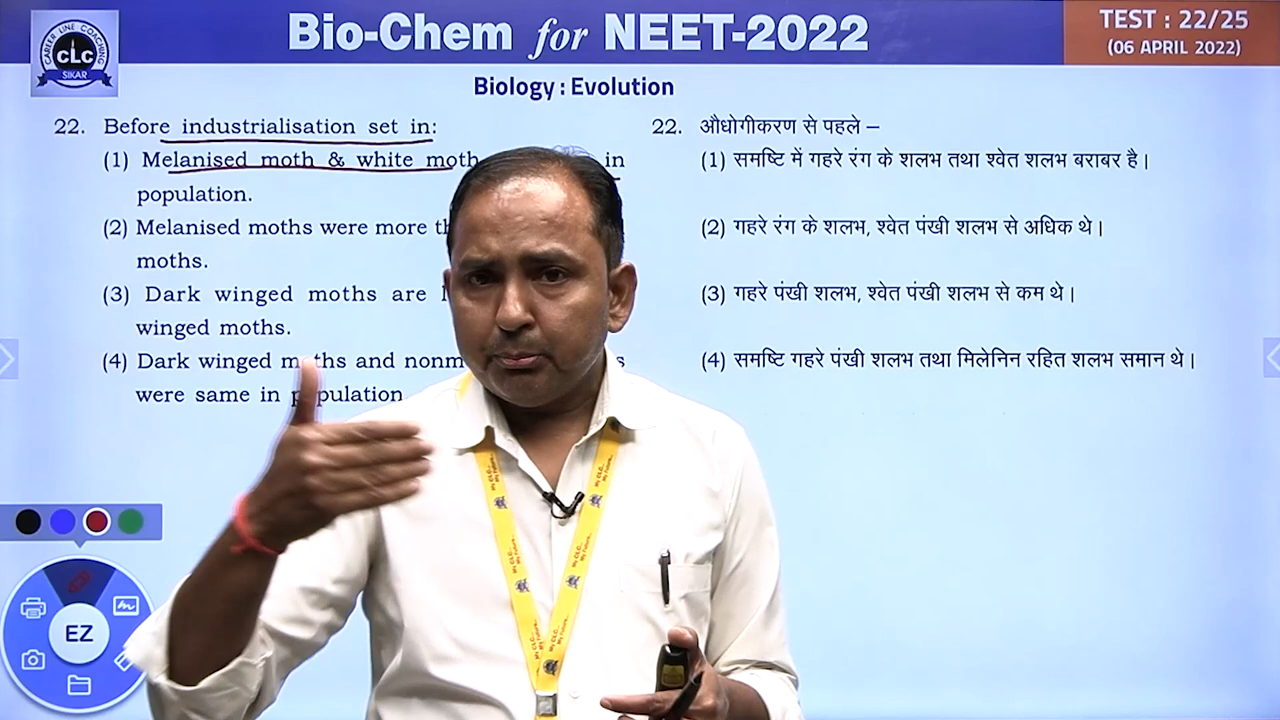 Bio-Chem for NEET-2022
TEST : 22/25
(06 APRIL 2022)
CAREER LINE COACHING
CLC
SIKAR
Biology : Evolution
22. Before industrialisation set in:
(1) Melanised moth & white moth in
population.
(2) Melanised moths were more
moths.
(3) Dark winged moths are
winged moths.
(4) Dark winged moths and
were same in population
22. औधोगीकरण से पहले –
(1) समष्टि में गहरे रंग के शलभ तथा श्वेत शलभ बराबर है।
(2) गहरे रंग के शलभ, श्वेत पंखी शलभ से अधिक थे।
(3) गहरे पंखी शलभ, श्वेत पंखी शलभ से कम थे।
(4) समष्टि गहरे पंखी शलभ तथा मिलेनिन रहित शलभ समान थे।
EZ